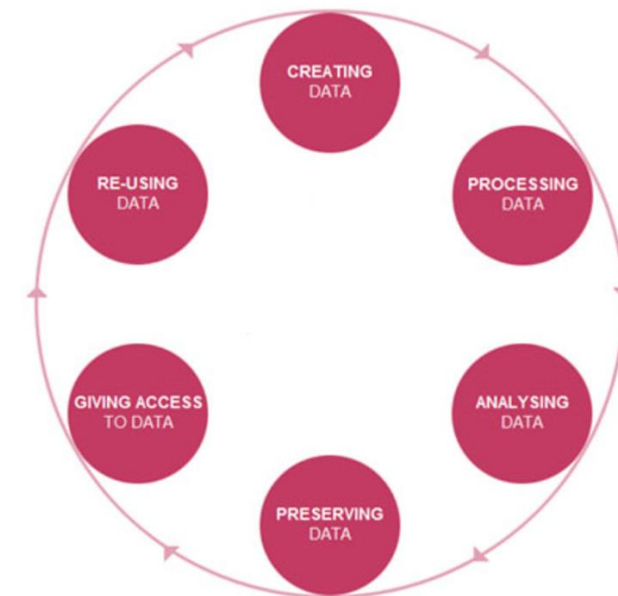 CREATING
DATA
PROCESSING
DATA
ANALYSING
DATA
PRESERVING
DATA
GIVING ACCESS
TO DATA
RE-USING
DATA